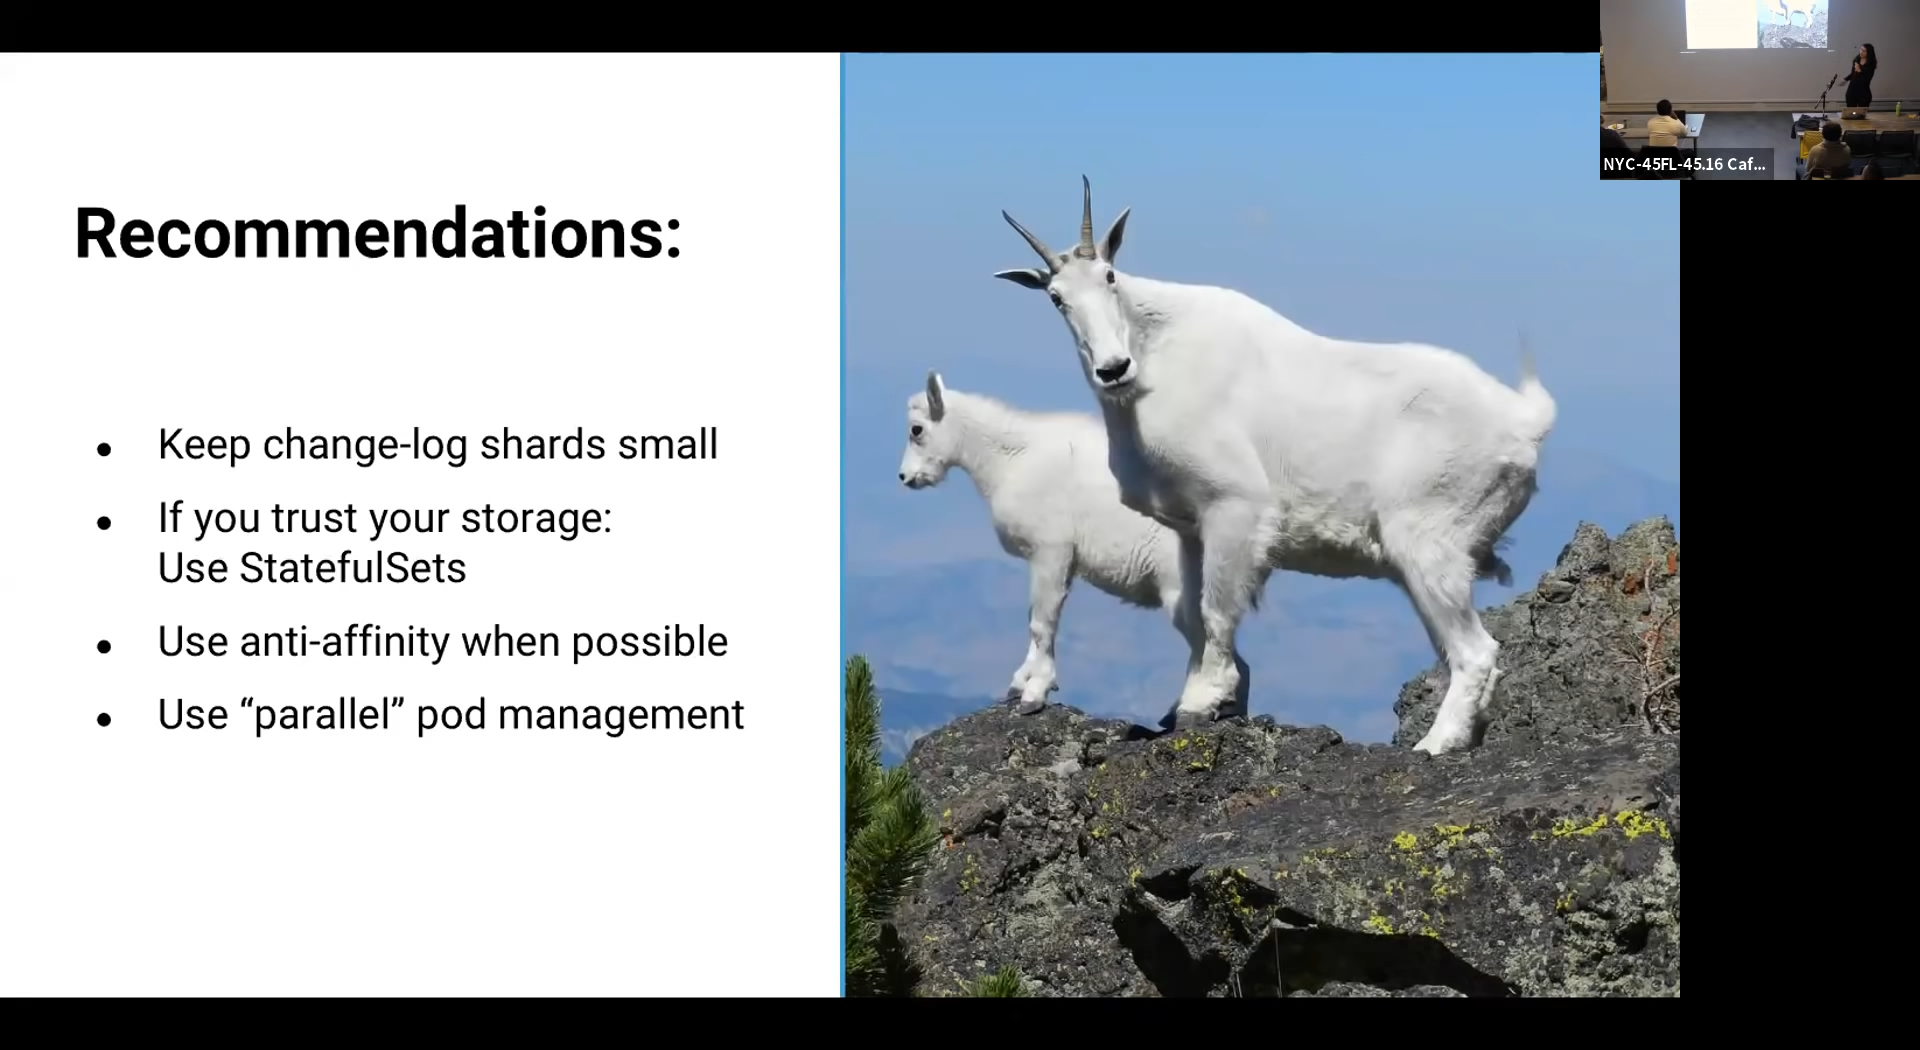 Recommendations:
● Keep change-log shards small
● If you trust your storage:
Use StatefulSets
● Use anti-affinity when possible
● Use “parallel” pod management
NYC-45FL-45.16 Caf...